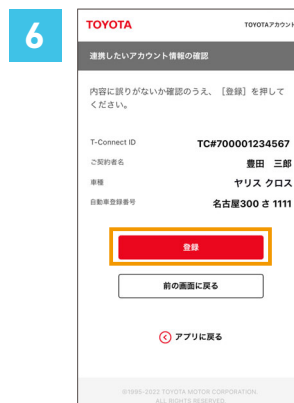 6
TOYOTA
TOYOTAアカウント
連携したいアカウント情報の確認
内容に誤りがないか確認のうえ、［登録］を押して
ください。
T-Connect ID TC#700001234567
ご契約者名 豊田 三郎
車種 ヤリス クロス
自動車登録番号 名古屋300 さ 1111
登録
前の画面に戻る
アプリに戻る
©1995-2022 TOYOTA MOTOR CORPORATION.
ALL RIGHTS RESERVED.